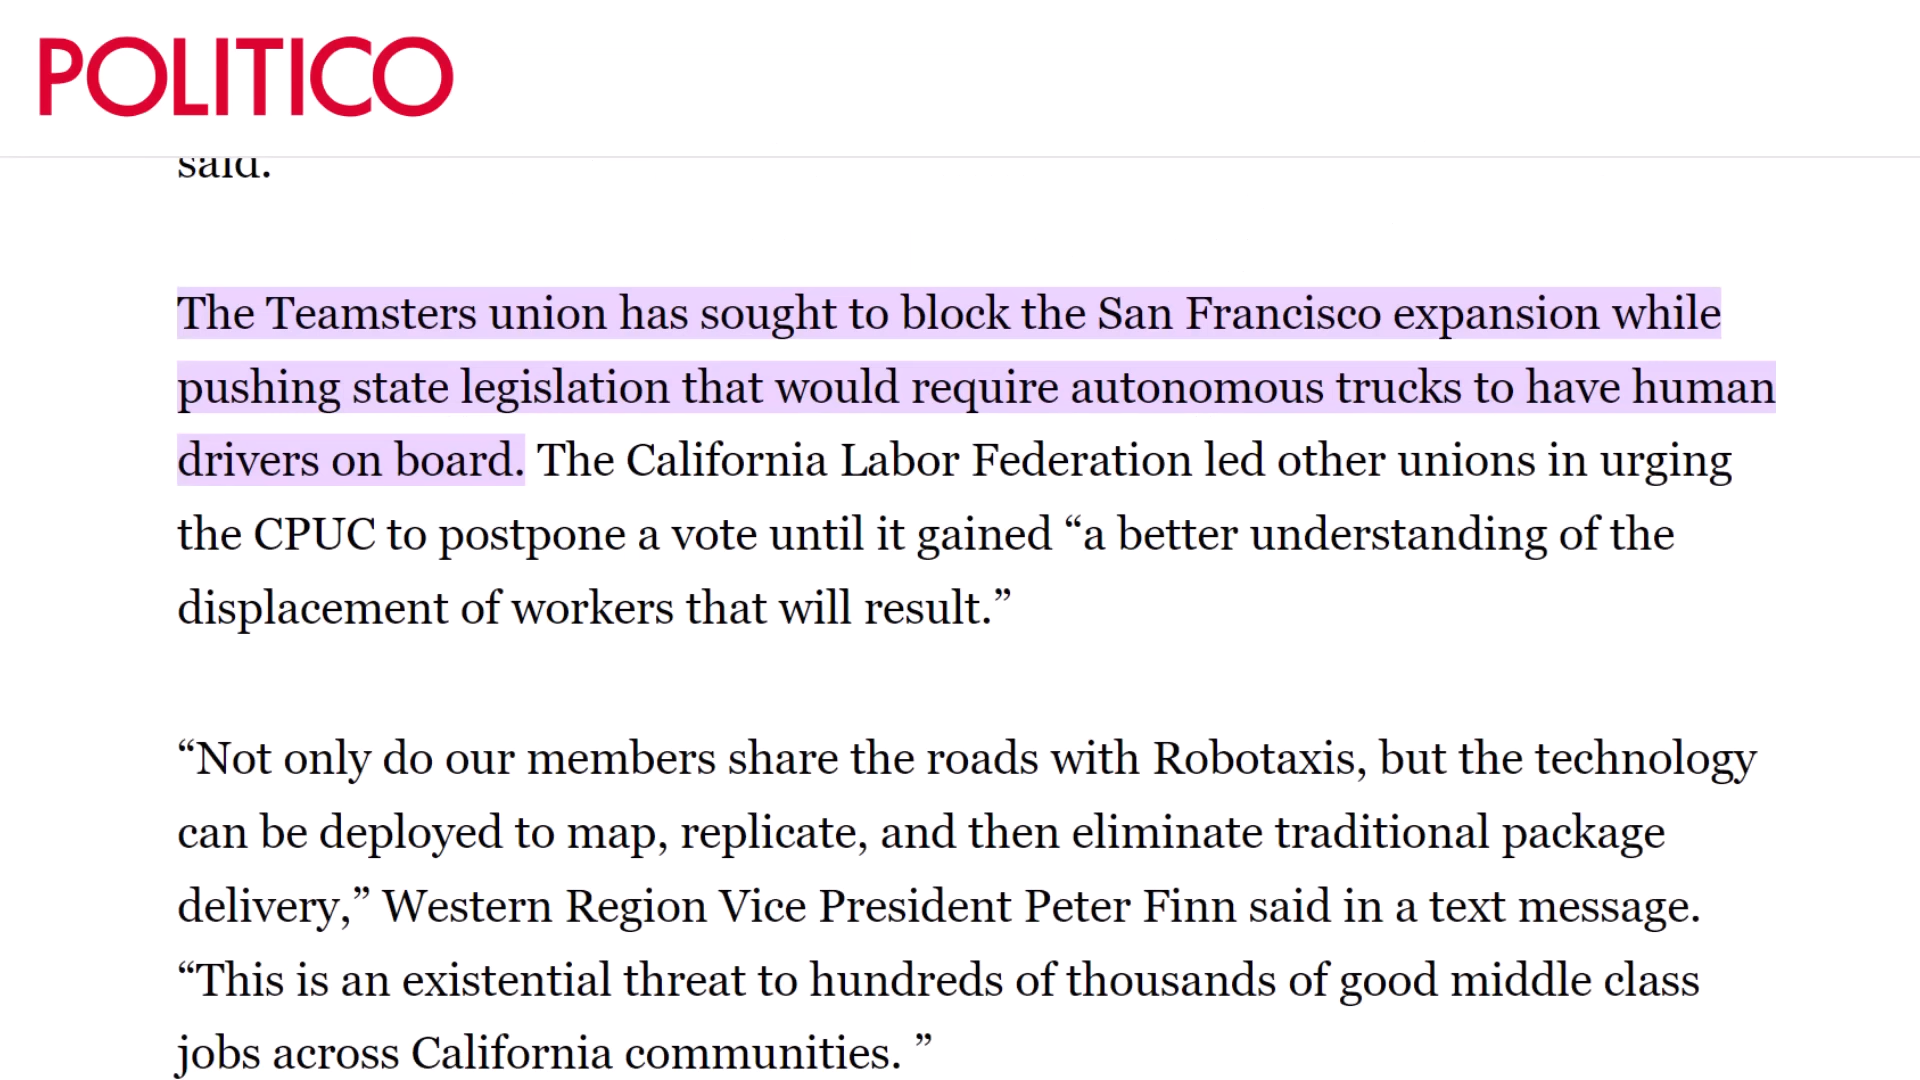 POLITICO
said.
The Teamsters union has sought to block the San Francisco expansion while
pushing state legislation that would require autonomous trucks to have human
drivers on board. The California Labor Federation led other unions in urging
the CPUC to postpone a vote until it gained “a better understanding of the
displacement of workers that will result.”
“Not only do our members share the roads with Robotaxis, but the technology
can be deployed to map, replicate, and then eliminate traditional package
delivery,” Western Region Vice President Peter Finn said in a text message.
“This is an existential threat to hundreds of thousands of good middle class
jobs across California communities. ”